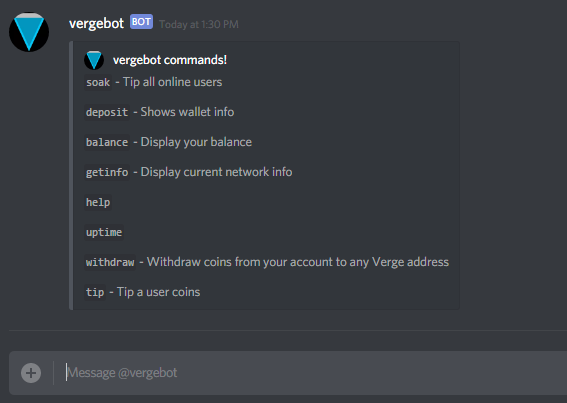 vergebot BOT Today at 1:30 PM
vergebot commands!
soak - Tip all online users
deposit - Shows wallet info
balance - Display your balance
getinfo - Display current network info
help
uptime
withdraw - Withdraw coins from your account to any Verge address
tip - Tip a user coins
Message @vergebot